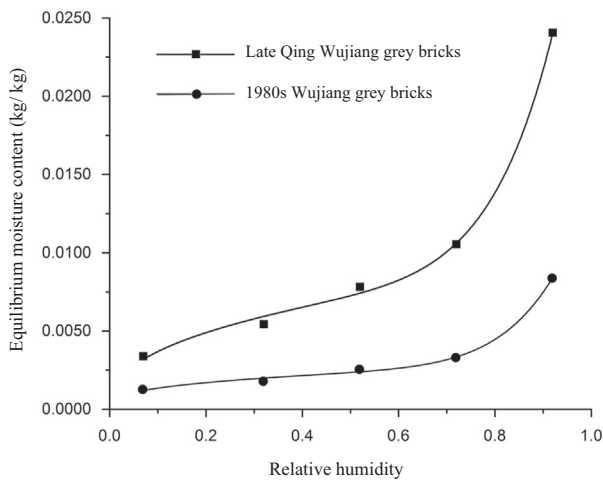 0.0250
0.0200
0.0150
0.0100
0.0050
0.0000
Equilibrium moisture content (kg/ kg)
Late Qing Wujiang grey bricks
1980s Wujiang grey bricks
0.0 0.2 0.4 0.6 0.8 1.0
Relative humidity